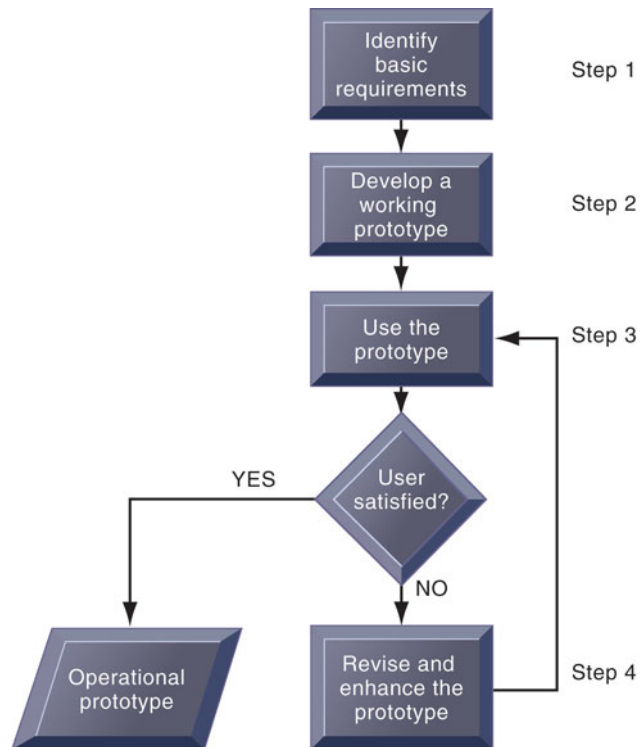 Identify
basic
requirements
Step 1
Develop a
working
prototype
Step 2
Use the
prototype
Step 3
User
satisfied?
YES
NO
Operational
prototype
Revise and
enhance the
prototype
Step 4